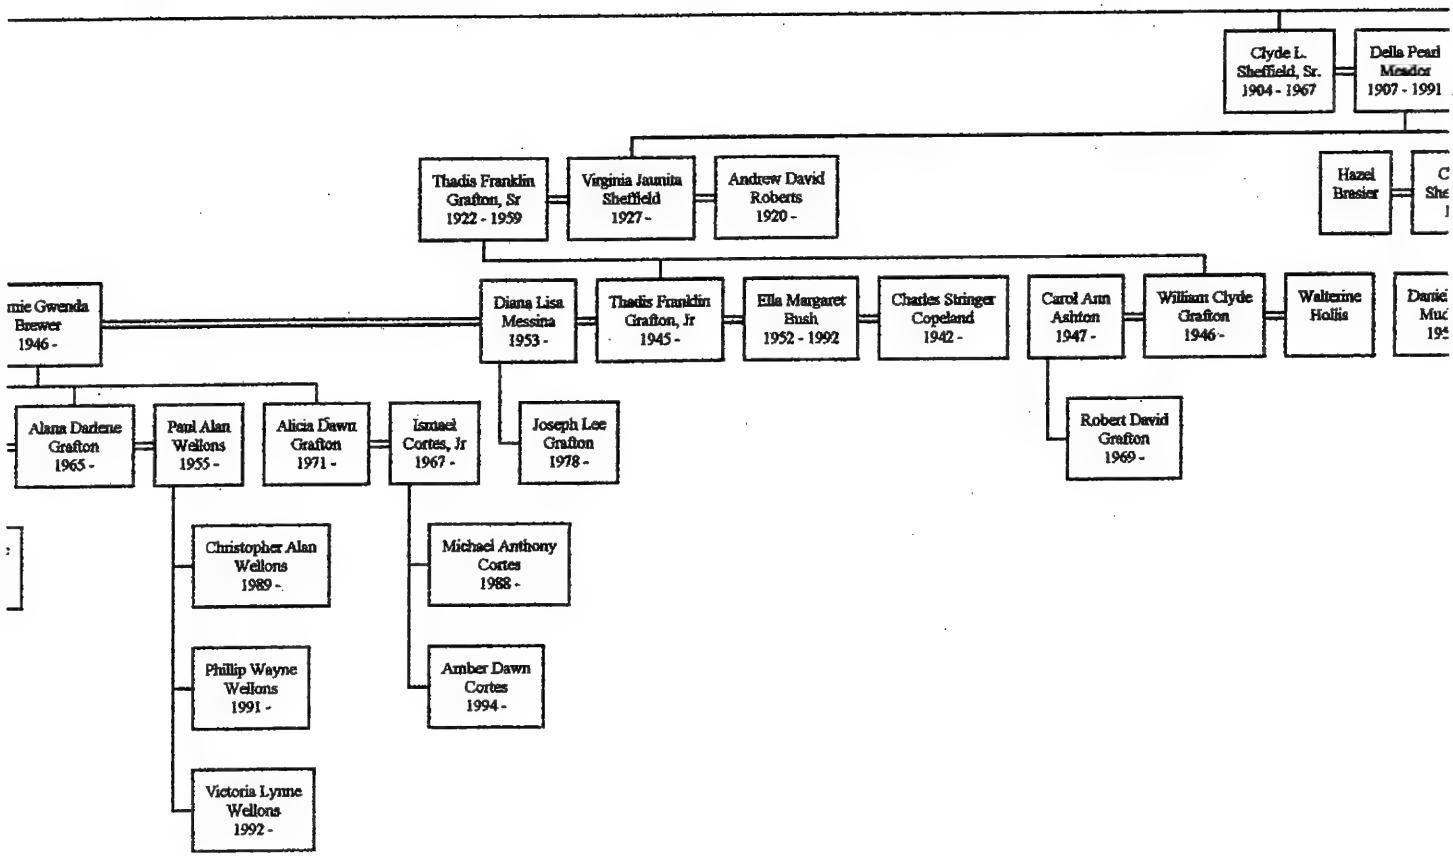 Clyde L.
Sheffield, Sr.
1904 - 1967
Della Pearl
Meador
1907 - 1991
Thadis Franklin
Grafton, Sr
1922 - 1959
Virginia Jaunita
Sheffield
1927 -
Andrew David
Roberts
1920 -
Hazel
Brasier
Gwenda
Brewer
1946 -
Diana Lisa
Messina
1953 -
Thadis Franklin
Grafton, Jr
1945 -
Ella Margaret
Bush
1952 - 1992
Charles Stringer
Copeland
1942 -
Carol Ann
Ashton
1947 -
William Clyde
Grafton
1946 -
Walterine
Hollis
Alana Darlene
Grafton
1965 -
Paul Alan
Wellons
1955 -
Alicia Dawn
Grafton
1971 -
Ismael
Cortes, Jr
1967 -
Joseph Lee
Grafton
1978 -
Robert David
Grafton
1969 -
Christopher Alan
Wellons
1989 -
Michael Anthony
Cortes
1988 -
Phillip Wayne
Wellons
1991 -
Amber Dawn
Cortes
1994 -
Victoria Lynne
Wellons
1992 -